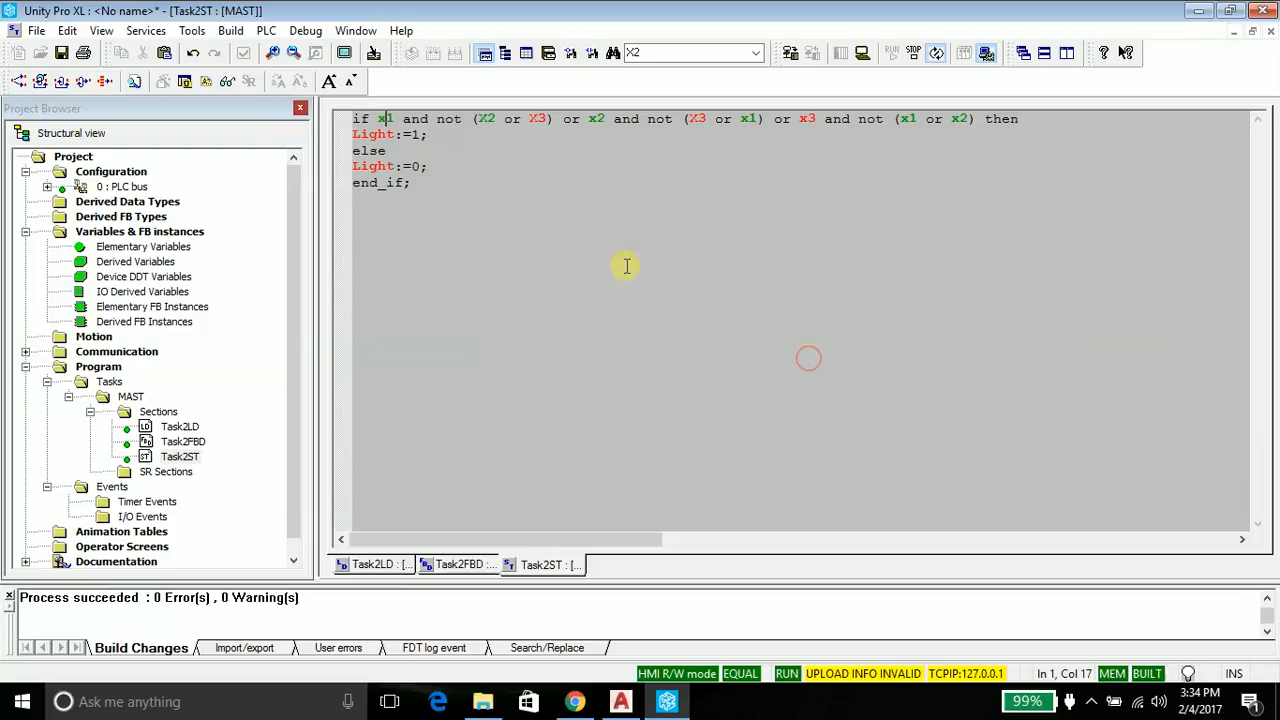 Unity Pro XL : <No name>* - [Task2ST : [MAST]]
File Edit View Services Tools Build PLC Debug Window Help
X2
Project Browser
Structural view
Project
Configuration
0 : PLC bus
Derived Data Types
Derived FB Types
Variables & FB instances
Elementary Variables
Derived Variables
Device DDT Variables
IO Derived Variables
Elementary FB Instances
Derived FB Instances
Motion
Communication
Program
Tasks
MAST
Sections
Task2LD
Task2FBD
Task2ST
SR Sections
Events
Timer Events
I/O Events
Animation Tables
Operator Screens
Documentation
if x1 and not (X2 or X3) or x2 and not (X3 or x1) or x3 and not (x1 or x2) then
Light:=1;
else
Light:=0;
end_if;
Task2LD : [... Task2FBD :... Task2ST : [...
Process succeeded : 0 Error(s) , 0 Warning(s)
Build Changes Import/export User errors FDT log event Search/Replace
HMI R/W mode EQUAL RUN UPLOAD INFO INVALID TCPIP:127.0.0.1 ln 1, Col 17 MEM BUILT INS
Ask me anything
99%
3:34 PM
2/4/2017